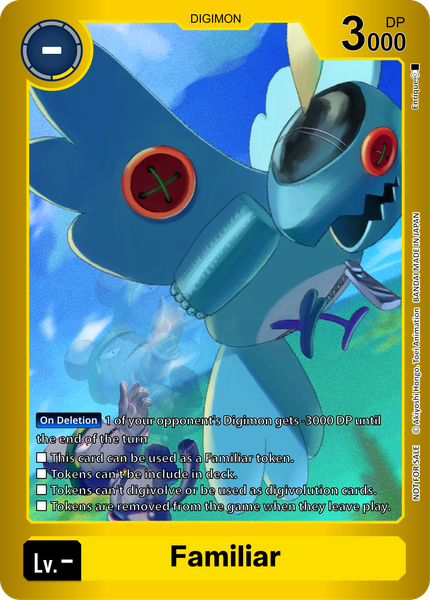 DIGIMON
-
3000
DP
Enrique
On Deletion 1 of your opponent's Digimon gets -3000 DP until
the end of the turn
This card can be used as a Familiar token.
Tokens can't be include in deck.
Tokens can't digivolve or be used as digivolution cards.
Tokens are removed from the game when they leave play.
NOT FOR SALE © Akiyoshi Hongo, Toei Animation BANDAI MADE IN JAPAN
Lv.-
Familiar